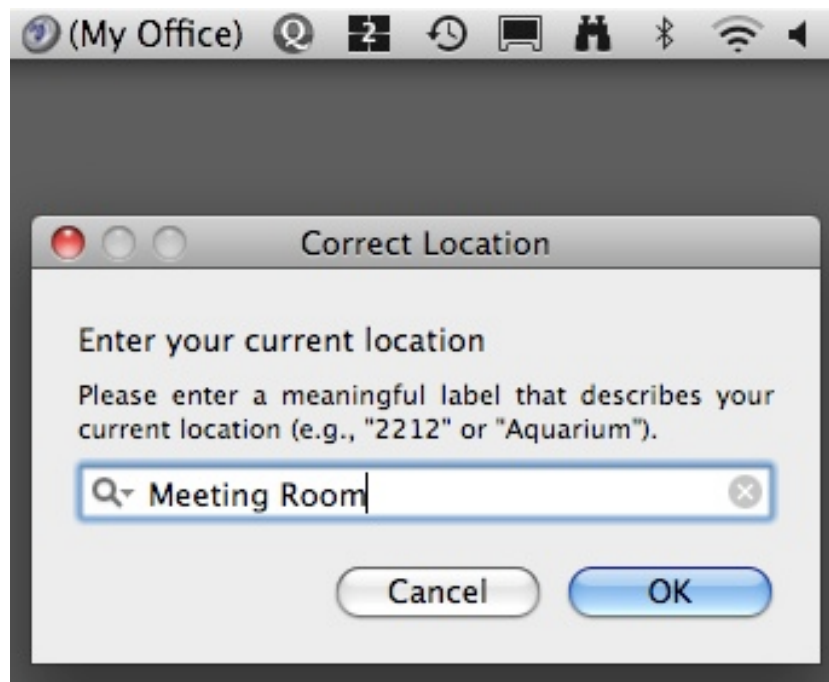 (My Office) Q 2
Correct Location
Enter your current location
Please enter a meaningful label that describes your
current location (e.g., "2212" or "Aquarium").
Meeting Room
Cancel OK